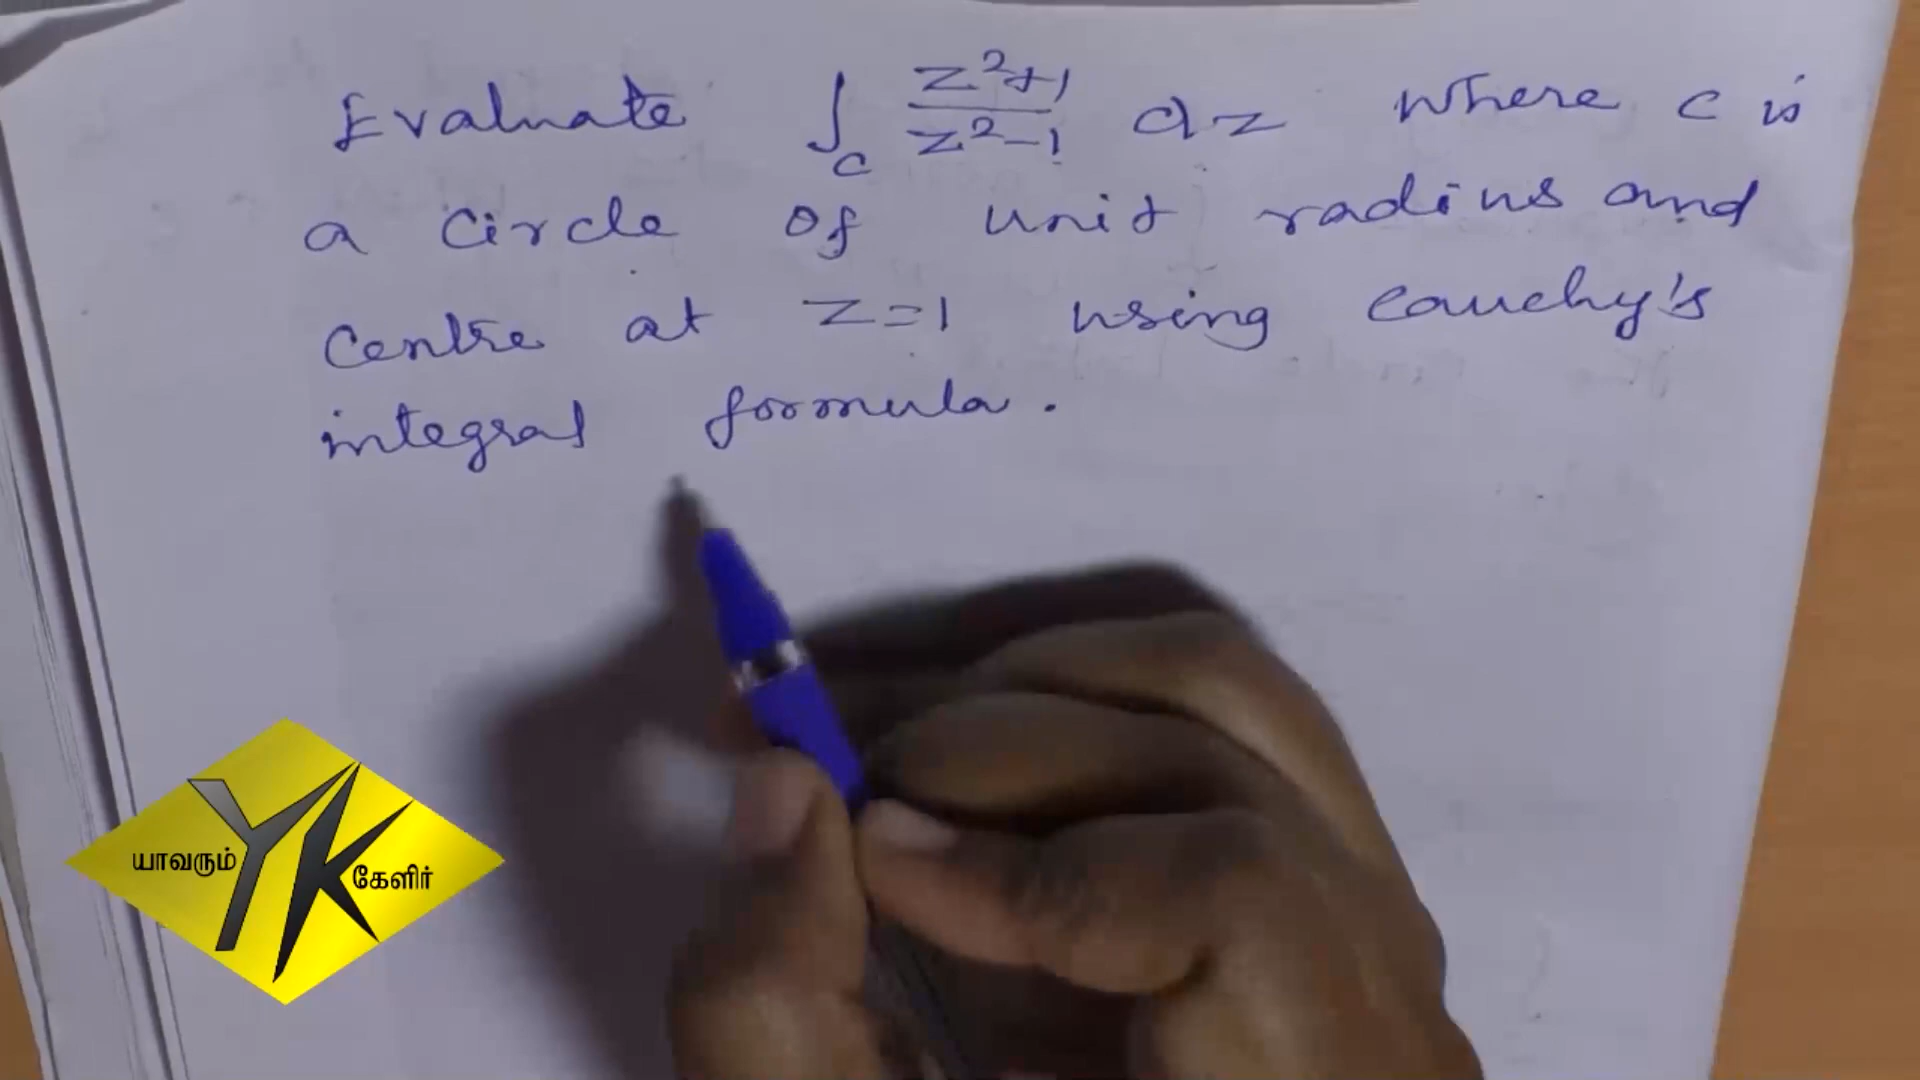 Evaluate ∫_C (z²+1)/(z²-1) dz where C is
a circle of unit radius and
centre at z=1 using cauchy's
integral formula.
யாவரும் YK கேளிர்